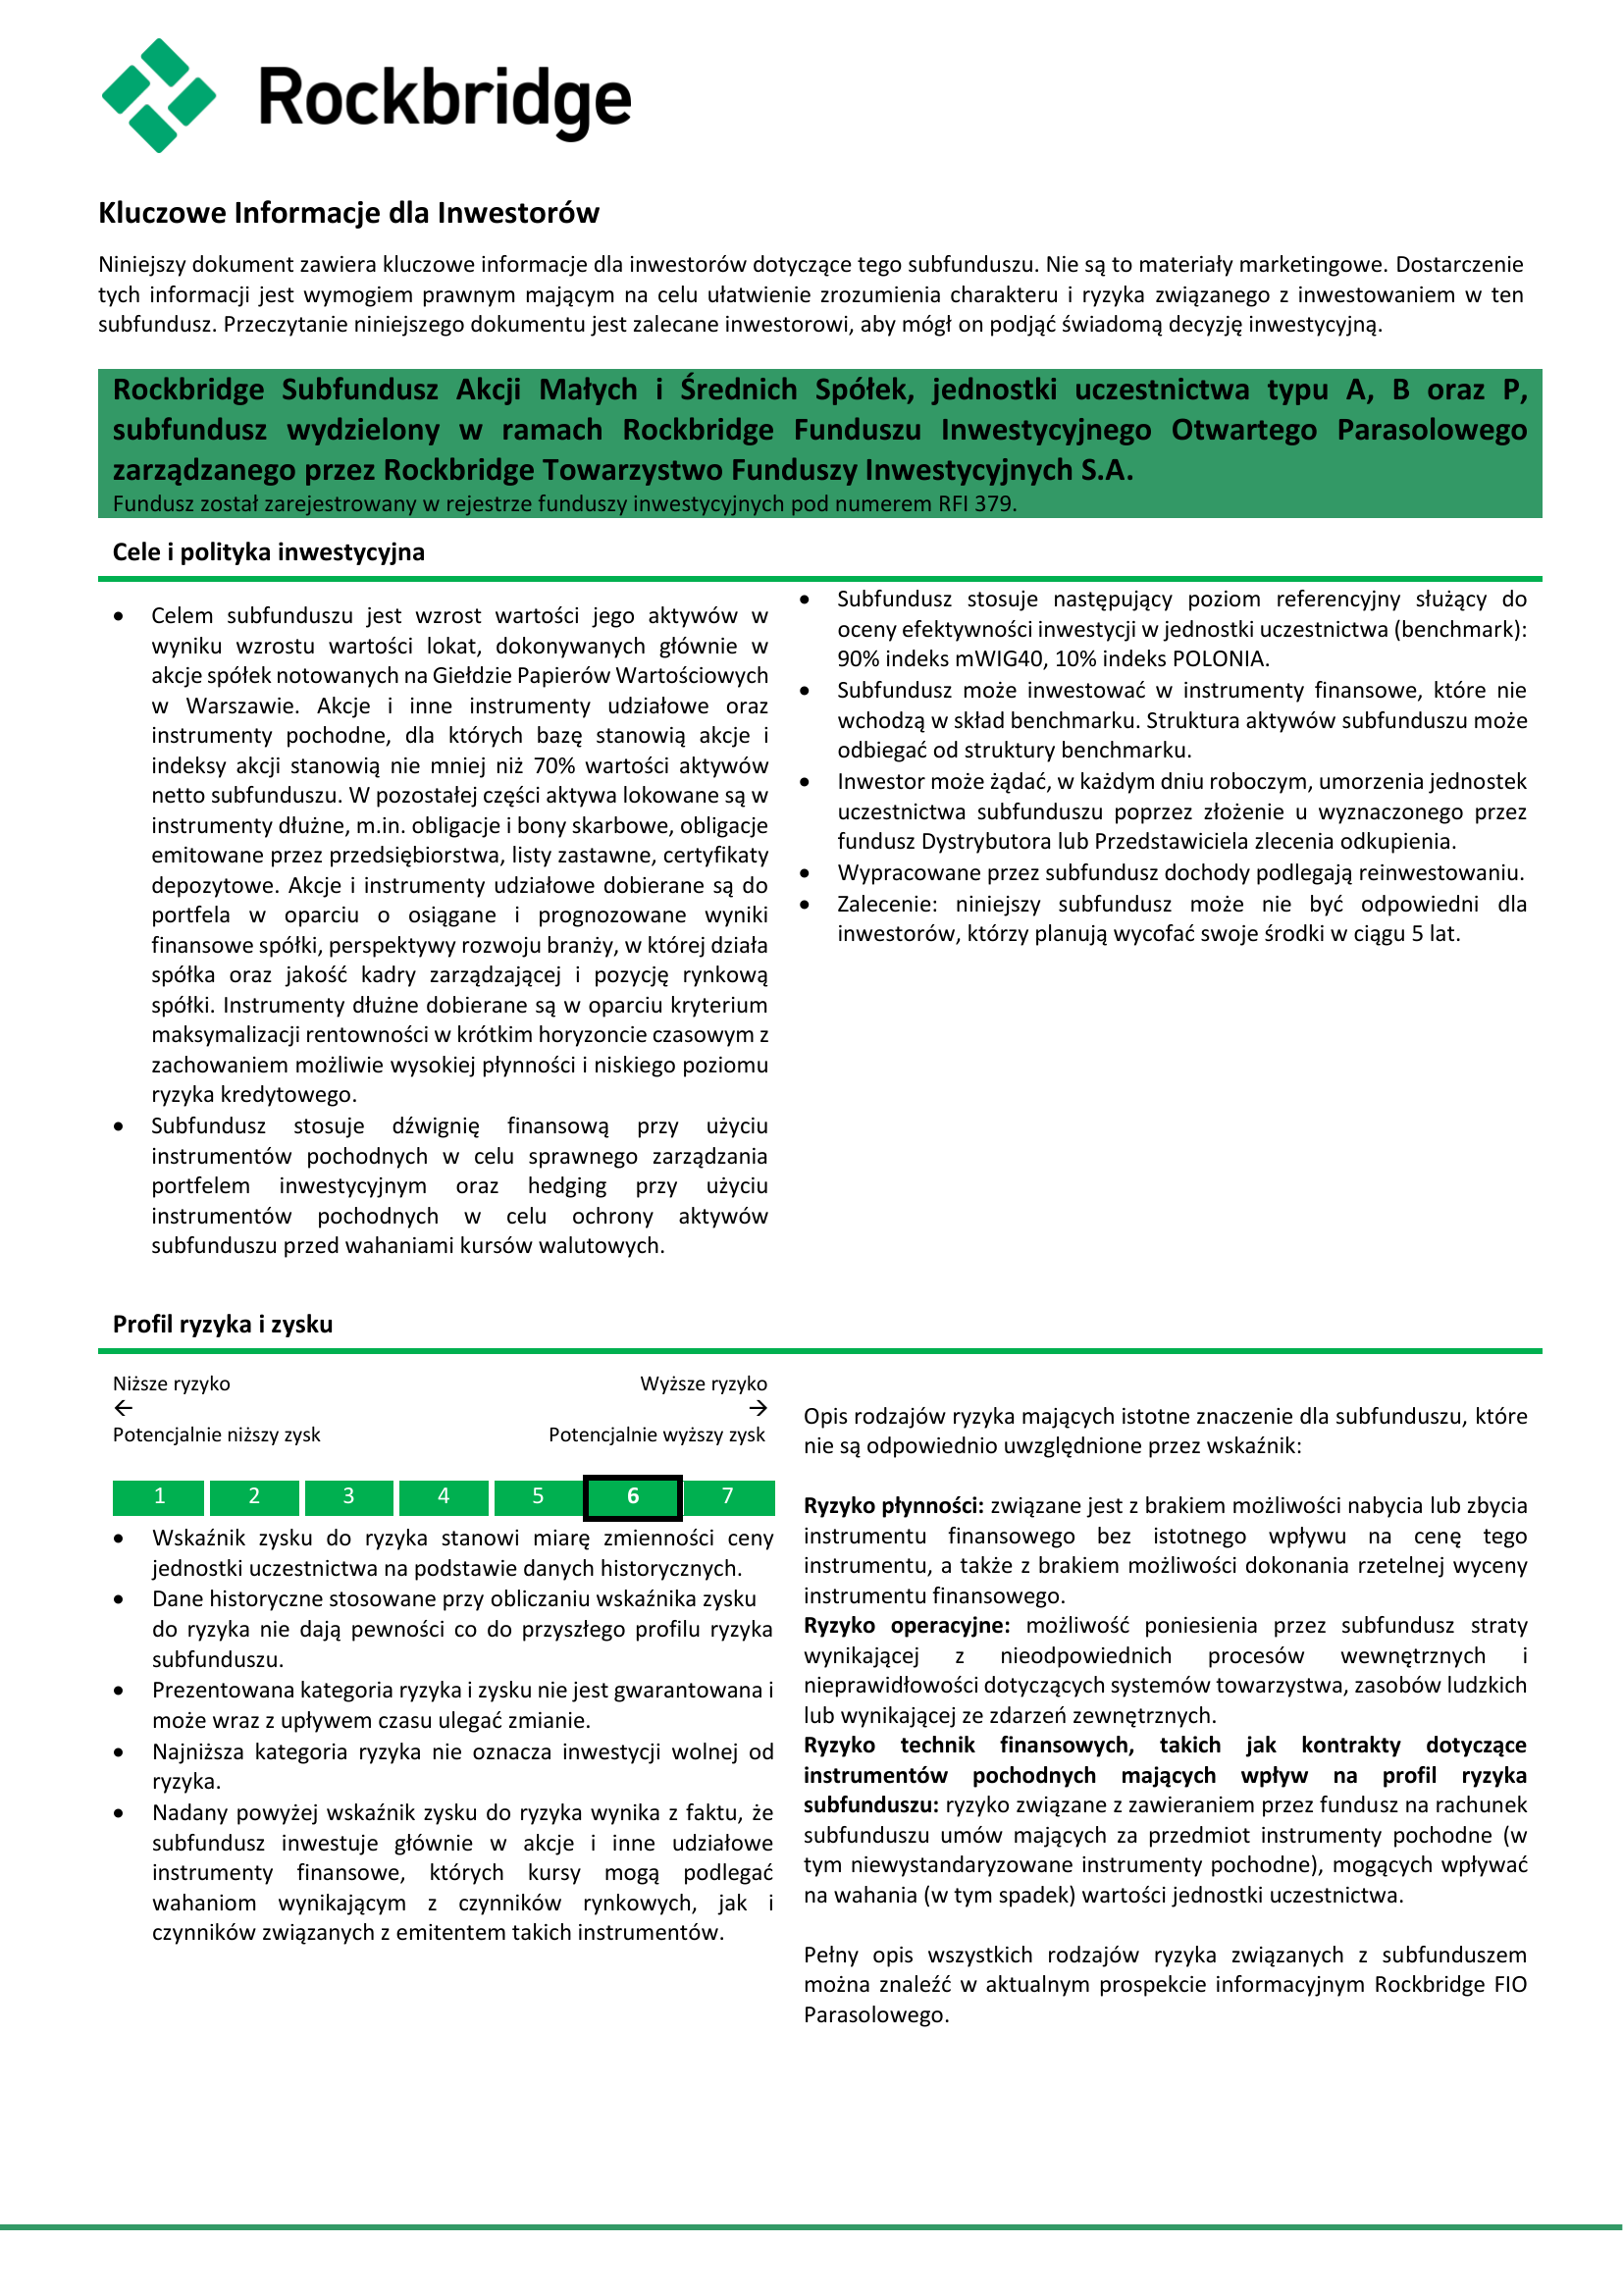 Rockbridge
Kluczowe Informacje dla Inwestorów
Niniejszy dokument zawiera kluczowe informacje dla inwestorów dotyczące tego subfunduszu. Nie są to materiały marketingowe. Dostarczenie
tych informacji jest wymogiem prawnym mającym na celu ułatwienie zrozumienia charakteru i ryzyka związanego z inwestowaniem w ten
subfundusz. Przeczytanie niniejszego dokumentu jest zalecane inwestorowi, aby mógł on podjąć świadomą decyzję inwestycyjną.
Rockbridge Subfundusz Akcji Małych i Średnich Spółek, jednostki uczestnictwa typu A, B oraz P,
subfundusz wydzielony w ramach Rockbridge Funduszu Inwestycyjnego Otwartego Parasolowego
zarządzanego przez Rockbridge Towarzystwo Funduszy Inwestycyjnych S.A.
Fundusz został zarejestrowany w rejestrze funduszy inwestycyjnych pod numerem RFI 379.
Cele i polityka inwestycyjna
• Celem subfunduszu jest wzrost wartości jego aktywów w
wyniku wzrostu wartości lokat, dokonywanych głównie w
akcje spółek notowanych na Giełdzie Papierów Wartościowych
w Warszawie. Akcje i inne instrumenty udziałowe oraz
instrumenty pochodne, dla których bazę stanowią akcje i
indeksy akcji stanowią nie mniej niż 70% wartości aktywów
netto subfunduszu. W pozostałej części aktywa lokowane są w
instrumenty dłużne, m.in. obligacje i bony skarbowe, obligacje
emitowane przez przedsiębiorstwa, listy zastawne, certyfikaty
depozytowe. Akcje i instrumenty udziałowe dobierane są do
portfela w oparciu o osiągane i prognozowane wyniki
finansowe spółki, perspektywy rozwoju branży, w której działa
spółka oraz jakość kadry zarządzającej i pozycję rynkową
spółki. Instrumenty dłużne dobierane są w oparciu kryterium
maksymalizacji rentowności w krótkim horyzoncie czasowym z
zachowaniem możliwie wysokiej płynności i niskiego poziomu
ryzyka kredytowego.
• Subfundusz stosuje dźwignię finansową przy użyciu
instrumentów pochodnych w celu sprawnego zarządzania
portfelem inwestycyjnym oraz hedging przy użyciu
instrumentów pochodnych w celu ochrony aktywów
subfunduszu przed wahaniami kursów walutowych.
• Subfundusz stosuje następujący poziom referencyjny służący do
oceny efektywności inwestycji w jednostki uczestnictwa (benchmark):
90% indeks mWIG40, 10% indeks POLONIA.
• Subfundusz może inwestować w instrumenty finansowe, które nie
wchodzą w skład benchmarku. Struktura aktywów subfunduszu może
odbiegać od struktury benchmarku.
• Inwestor może żądać, w każdym dniu roboczym, umorzenia jednostek
uczestnictwa subfunduszu poprzez złożenie u wyznaczonego przez
fundusz Dystrybutora lub Przedstawiciela zlecenia odkupienia.
• Wypracowane przez subfundusz dochody podlegają reinwestowaniu.
• Zalecenie: niniejszy subfundusz może nie być odpowiedni dla
inwestorów, którzy planują wycofać swoje środki w ciągu 5 lat.
Profil ryzyka i zysku
Niższe ryzyko Wyższe ryzyko
← →
Potencjalnie niższy zysk Potencjalnie wyższy zysk
1 2 3 4 5 6 7
• Wskaźnik zysku do ryzyka stanowi miarę zmienności ceny
jednostki uczestnictwa na podstawie danych historycznych.
• Dane historyczne stosowane przy obliczaniu wskaźnika zysku
do ryzyka nie dają pewności co do przyszłego profilu ryzyka
subfunduszu.
• Prezentowana kategoria ryzyka i zysku nie jest gwarantowana i
może wraz z upływem czasu ulegać zmianie.
• Najniższa kategoria ryzyka nie oznacza inwestycji wolnej od
ryzyka.
• Nadany powyżej wskaźnik zysku do ryzyka wynika z faktu, że
subfundusz inwestuje głównie w akcje i inne udziałowe
instrumenty finansowe, których kursy mogą podlegać
wahaniom wynikającym z czynników rynkowych, jak i
czynników związanych z emitentem takich instrumentów.
Opis rodzajów ryzyka mających istotne znaczenie dla subfunduszu, które
nie są odpowiednio uwzględnione przez wskaźnik:
Ryzyko płynności: związane jest z brakiem możliwości nabycia lub zbycia
instrumentu finansowego bez istotnego wpływu na cenę tego
instrumentu, a także z brakiem możliwości dokonania rzetelnej wyceny
instrumentu finansowego.
Ryzyko operacyjne: możliwość poniesienia przez subfundusz straty
wynikającej z nieodpowiednich procesów wewnętrznych i
nieprawidłowości dotyczących systemów towarzystwa, zasobów ludzkich
lub wynikającej ze zdarzeń zewnętrznych.
Ryzyko technik finansowych, takich jak kontrakty dotyczące
instrumentów pochodnych mających wpływ na profil ryzyka
subfunduszu: ryzyko związane z zawieraniem przez fundusz na rachunek
subfunduszu umów mających za przedmiot instrumenty pochodne (w
tym niewystandaryzowane instrumenty pochodne), mogących wpływać
na wahania (w tym spadek) wartości jednostki uczestnictwa.
Pełny opis wszystkich rodzajów ryzyka związanych z subfunduszem
można znaleźć w aktualnym prospekcie informacyjnym Rockbridge FIO
Parasolowego.